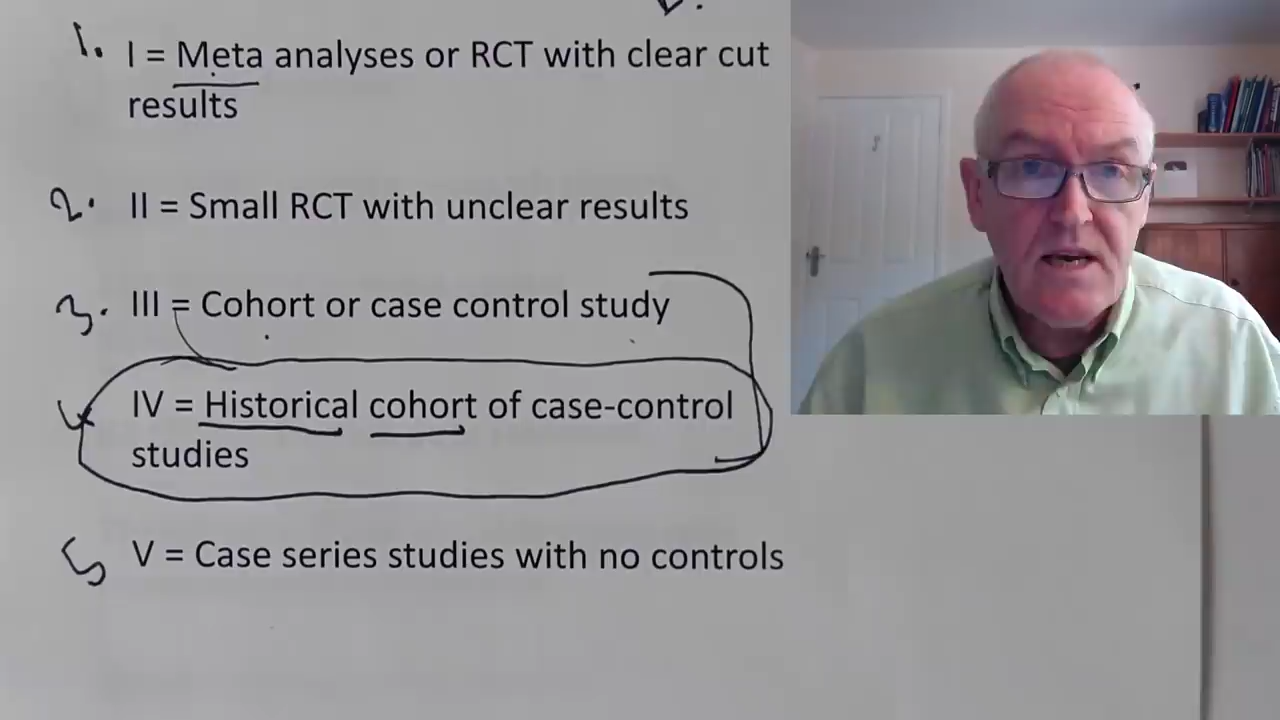 1. I = Meta analyses or RCT with clear cut
results
2. II = Small RCT with unclear results
3. III = Cohort or case control study
4 IV = Historical cohort of case-control
studies
5 V = Case series studies with no controls